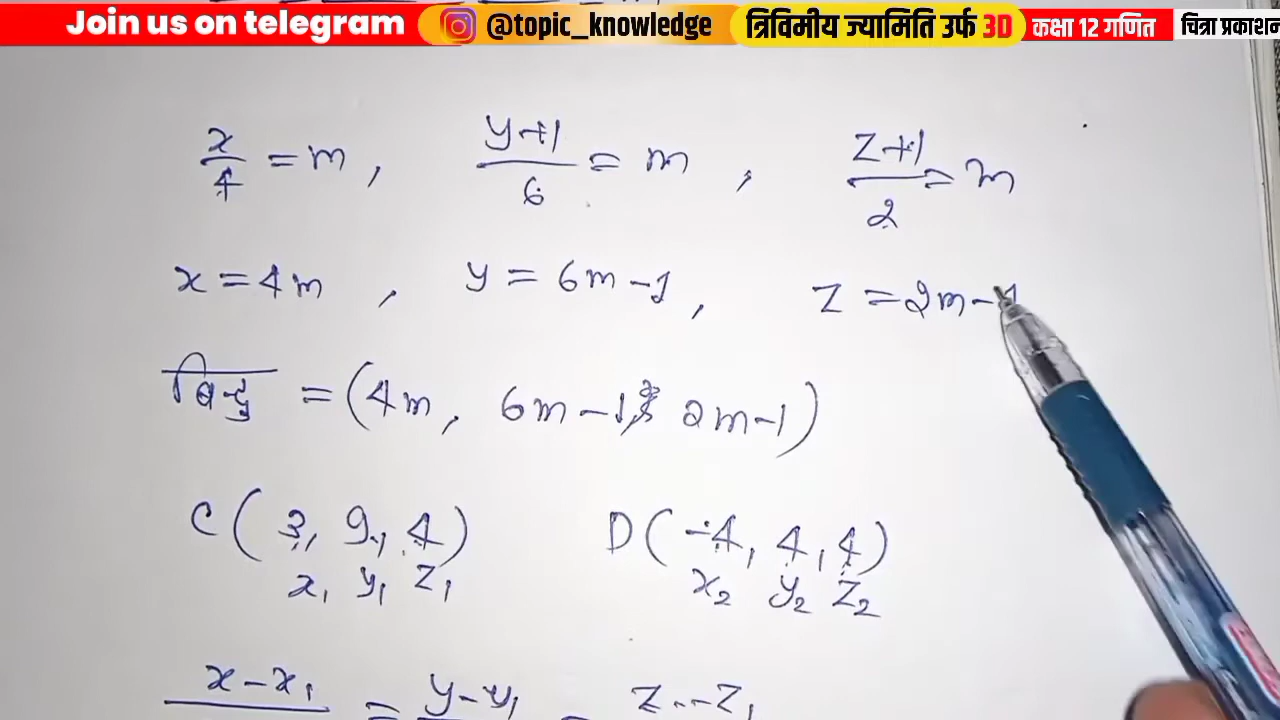 Join us on telegram @topic_knowledge त्रिविमीय ज्यामिति उर्फ 3D कक्षा 12 गणित चित्रा प्रकाशन
x/4 = m, y+1/6 = m, z+1/2 = m
x = 4m, y = 6m-1, z = 2m-1
बिन्दु = (4m, 6m-1, 2m-1)
C(3, 9, 4) D(-4, 4, 4)
x₁ y₁ z₁ x₂ y₂ z₂
x-x₁ = y-y₁ = z-z₁